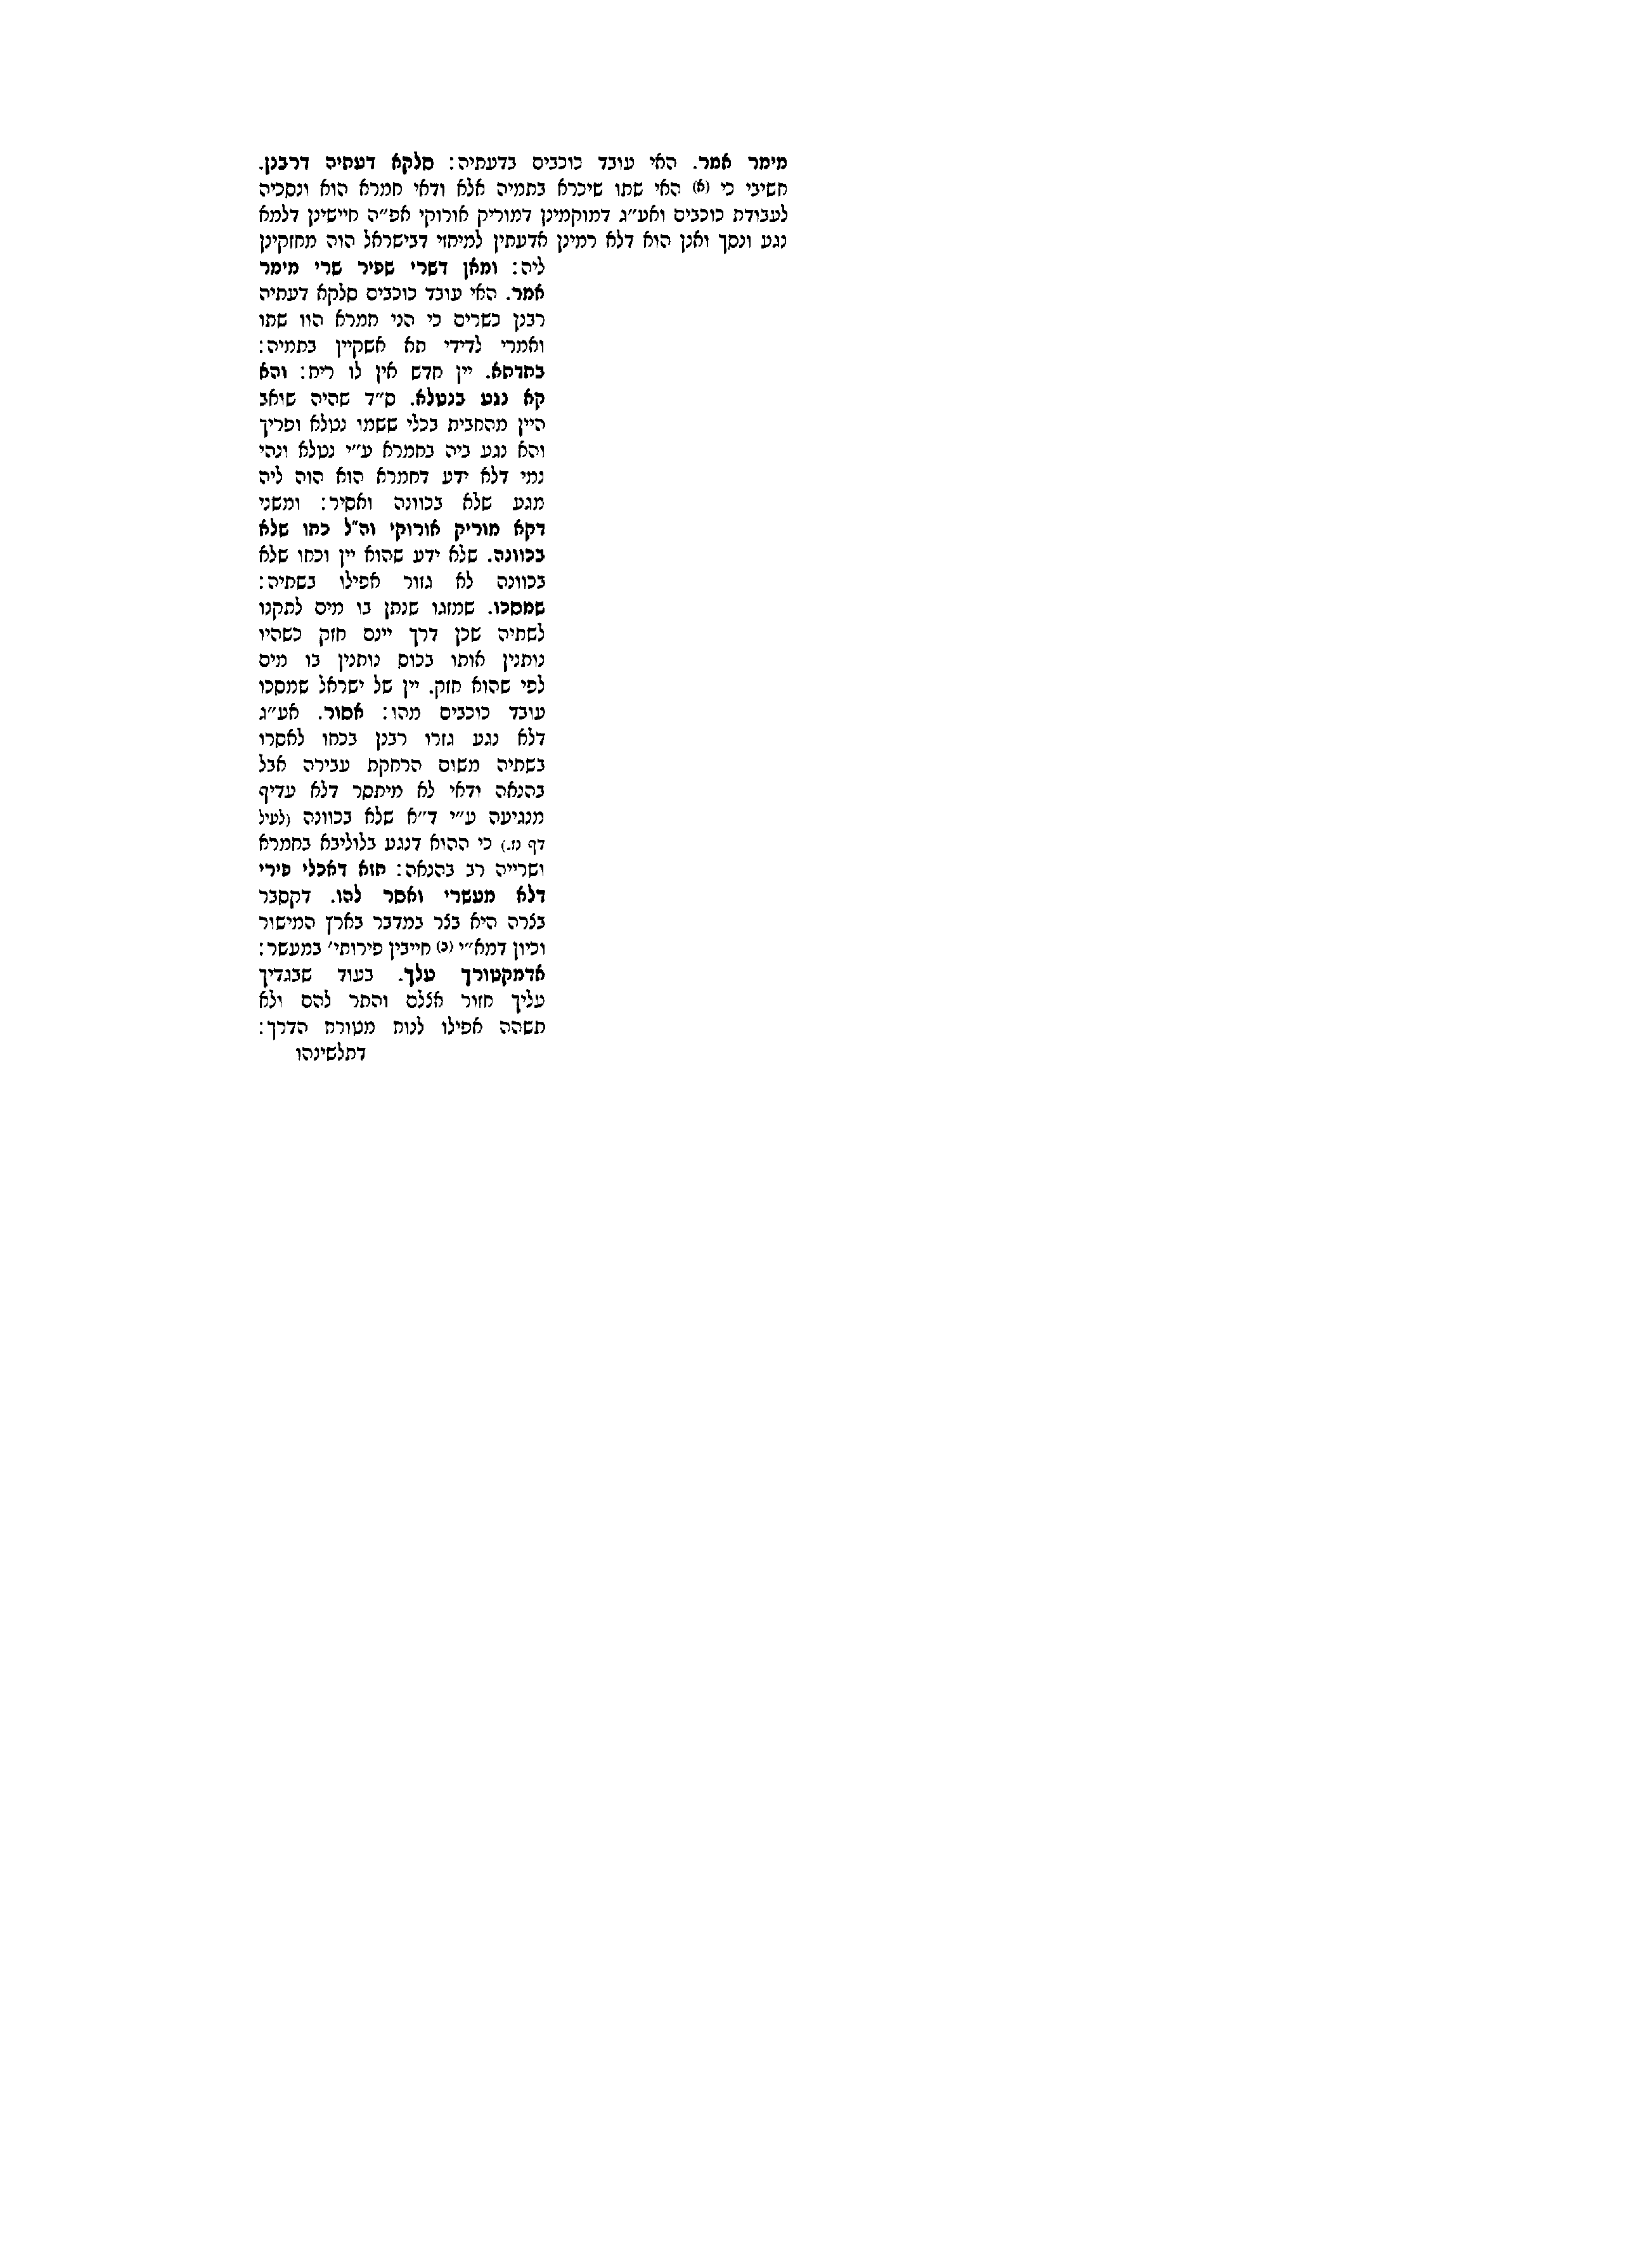 מימר אמר. האי עובד כוכבים בדעתיה: סלקא דעתיה דרבנן.
חשיבי כי (א) האי שתו שיכרא בתמיה אלא ודאי חמרא הוא ונסכיה
לעבודת כוכבים ואע״ג דמוקמינן דמוריק אורוקי אפ״ה חיישינן דלמא
נגע ונסך ואנן הוא דלא רמינן אדעתין למיחזי דבישראל הוה מחזקינן
ליה: ומאן דשרי שפיר שרי מימר
אמר. האי עובד כוכבים סלקא דעתיה
רבנן כשרים כי הני חמרא הוו שתו
ואמרי לדידי תא אשקיין בתמיה:
בחדתא. יין חדש אין לו ריח: והא
קא נגע בנטלא. ס״ד שהיה שואב
היין מהחבית בכלי ששמו נטלא ופריך
והא נגע ביה בחמרא ע״י נטלא ונהי
נמי דלא ידע דחמרא הוא הוה ליה
מגע שלא בכוונה ואסיר: ומשני
דקא מוריק אורוקי וה״ל כחו שלא
בכוונה. שלא ידע שהוא יין וכחו שלא
בכוונה לא גזור אפילו בשתיה:
שמסכו. שמזגו שנתן בו מים לתקנו
לשתיה שכן דרך יינם חזק כשהיו
נותנין אותו בכוס נותנין בו מים
לפי שהוא חזק. יין של ישראל שמסכו
עובד כוכבים מהו: אסור. אע״ג
דלא נגע גזרו רבנן בכחו לאסרו
בשתיה משום הרחקת עבירה אבל
בהנאה ודאי לא מיתסר דלא עדיף
מנגיעה ע״י ד״א שלא בכוונה (לעיל
דף נז.) כי ההוא דנגע בלוליבא בחמרא
ושרייה רב בהנאה: חזא דאכלי פירי
דלא מעשרי ואסר להו. דקסבר
בצרה היא בצר במדבר בארץ המישור
וכיון דמא״י (ב) חייבין פירותי׳ במעשר:
אדמקטורך עלך. בעוד שבגדיך
עליך חזור אצלם והתר להם ולא
תשהה אפילו לנוח מטורח הדרך:
דתלשינהו